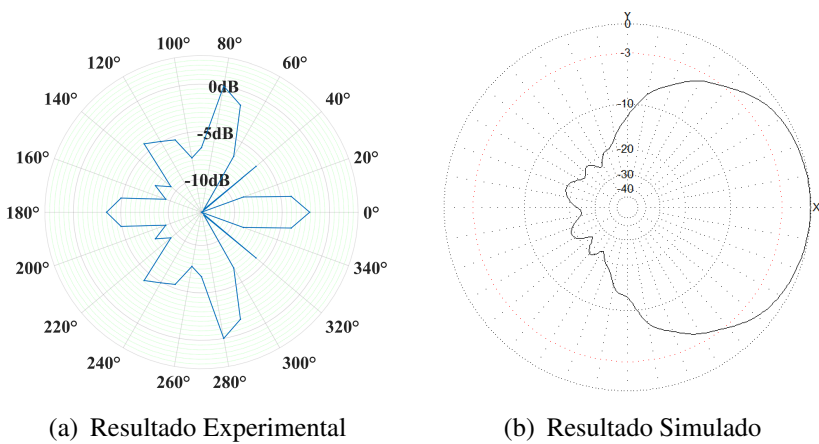 100° 80°
120° 60°
140° 40°
160° 20°
180° 0°
200° 340°
220° 320°
240° 300°
260° 280°
0dB
-5dB
-10dB
(a) Resultado Experimental
Y
0
-3
-10
-20
-30
-40
X
(b) Resultado Simulado